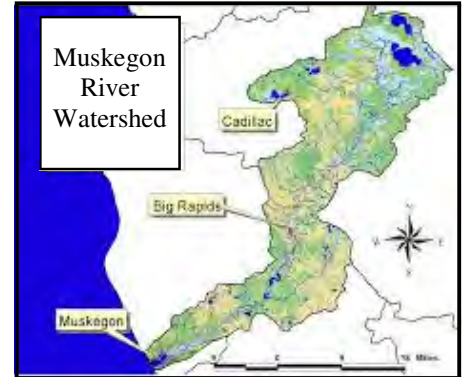 Muskegon
River
Watershed
Cadillac
Big Rapids
Muskegon
N
W
E
S